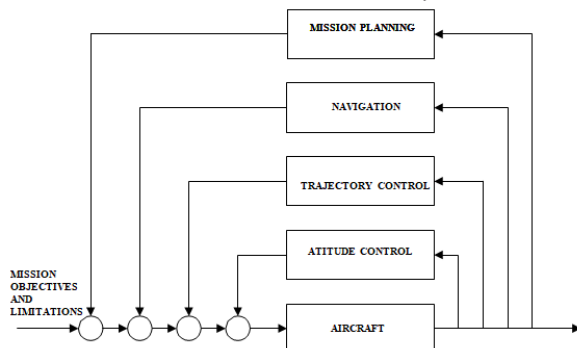 MISSION PLANNING
NAVIGATION
TRAJECTORY CONTROL
ATITUDE CONTROL
MISSION
OBJECTIVES
AND
LIMITATIONS
AIRCRAFT